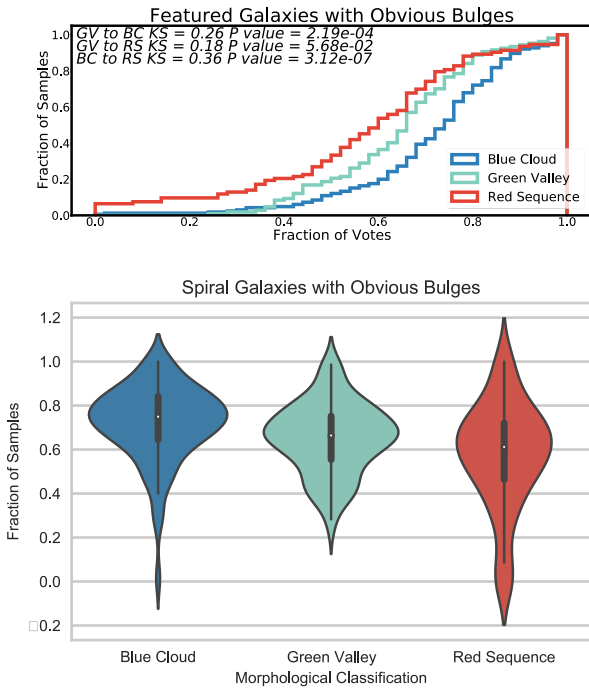 Featured Galaxies with Obvious Bulges
GV to BC KS = 0.26 P value = 2.19e-04
GV to RS KS = 0.18 P value = 5.68e-02
BC to RS KS = 0.36 P value = 3.12e-07
Fraction of Samples
1.0
0.8
0.6
0.4
0.2
0.0
Blue Cloud
Green Valley
Red Sequence
0.0 0.2 0.4 0.6 0.8 1.0
Fraction of Votes
Spiral Galaxies with Obvious Bulges
Fraction of Samples
1.2
1.0
0.8
0.6
0.4
0.2
0.0
□0.2
Blue Cloud Green Valley Red Sequence
Morphological Classification